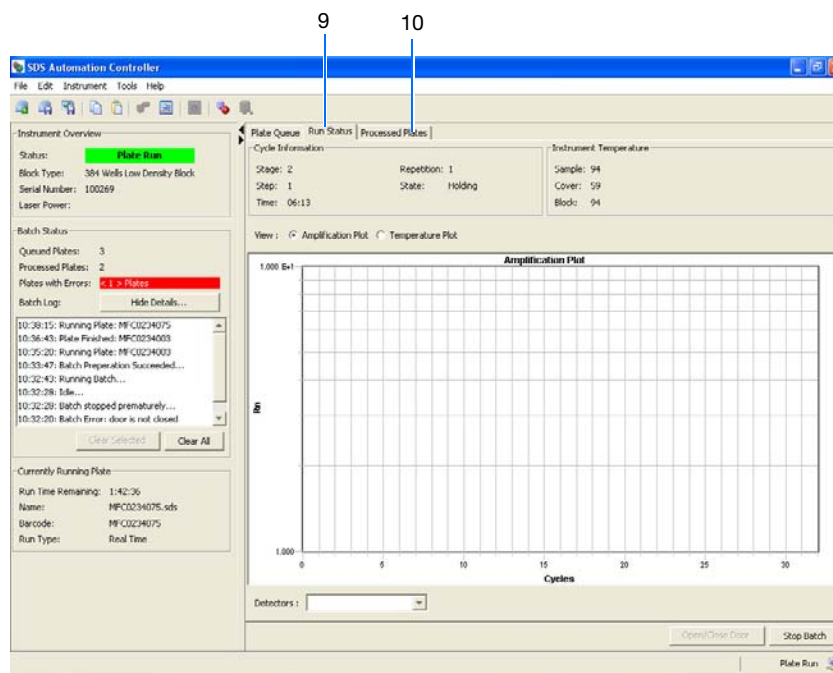 9 10
SDS Automation Controller
File Edit Instrument Tools Help
Instrument Overview
Status: Plate Run
Block Type: 384 Wells Low Density Block
Serial Number: 100269
Laser Power:
Batch Status
Queued Plates: 3
Processed Plates: 2
Plates with Errors: < 1 > Plates
Batch Log: Hide Details...
10:38:15: Running Plate: MFC0234075
10:36:43: Plate Finished: MFC0234003
10:35:20: Running Plate: MFC0234003
10:33:47: Batch Preperation Succeeded...
10:32:43: Running Batch...
10:32:28: Idle...
10:32:28: Batch stopped prematurely...
10:32:20: Batch Error: door is not closed
Clear Selected Clear All
Currently Running Plate
Run Time Remaining: 1:42:36
Name: MFC0234075.sds
Barcode: MFC0234075
Run Type: Real Time
Plate Queue Run Status Processed Plates
Cycle Information
Stage: 2 Repetition: 1
Step: 1 State: Holding
Time: 06:13
Instrument Temperature
Sample: 94
Cover: 59
Block: 94
View : Amplification Plot Temperature Plot
Amplification Plot
1.000 E+1
Rn
1.000
0 5 10 15 20 25 30
Cycles
Detectors :
Open/Close Door Stop Batch
Plate Run